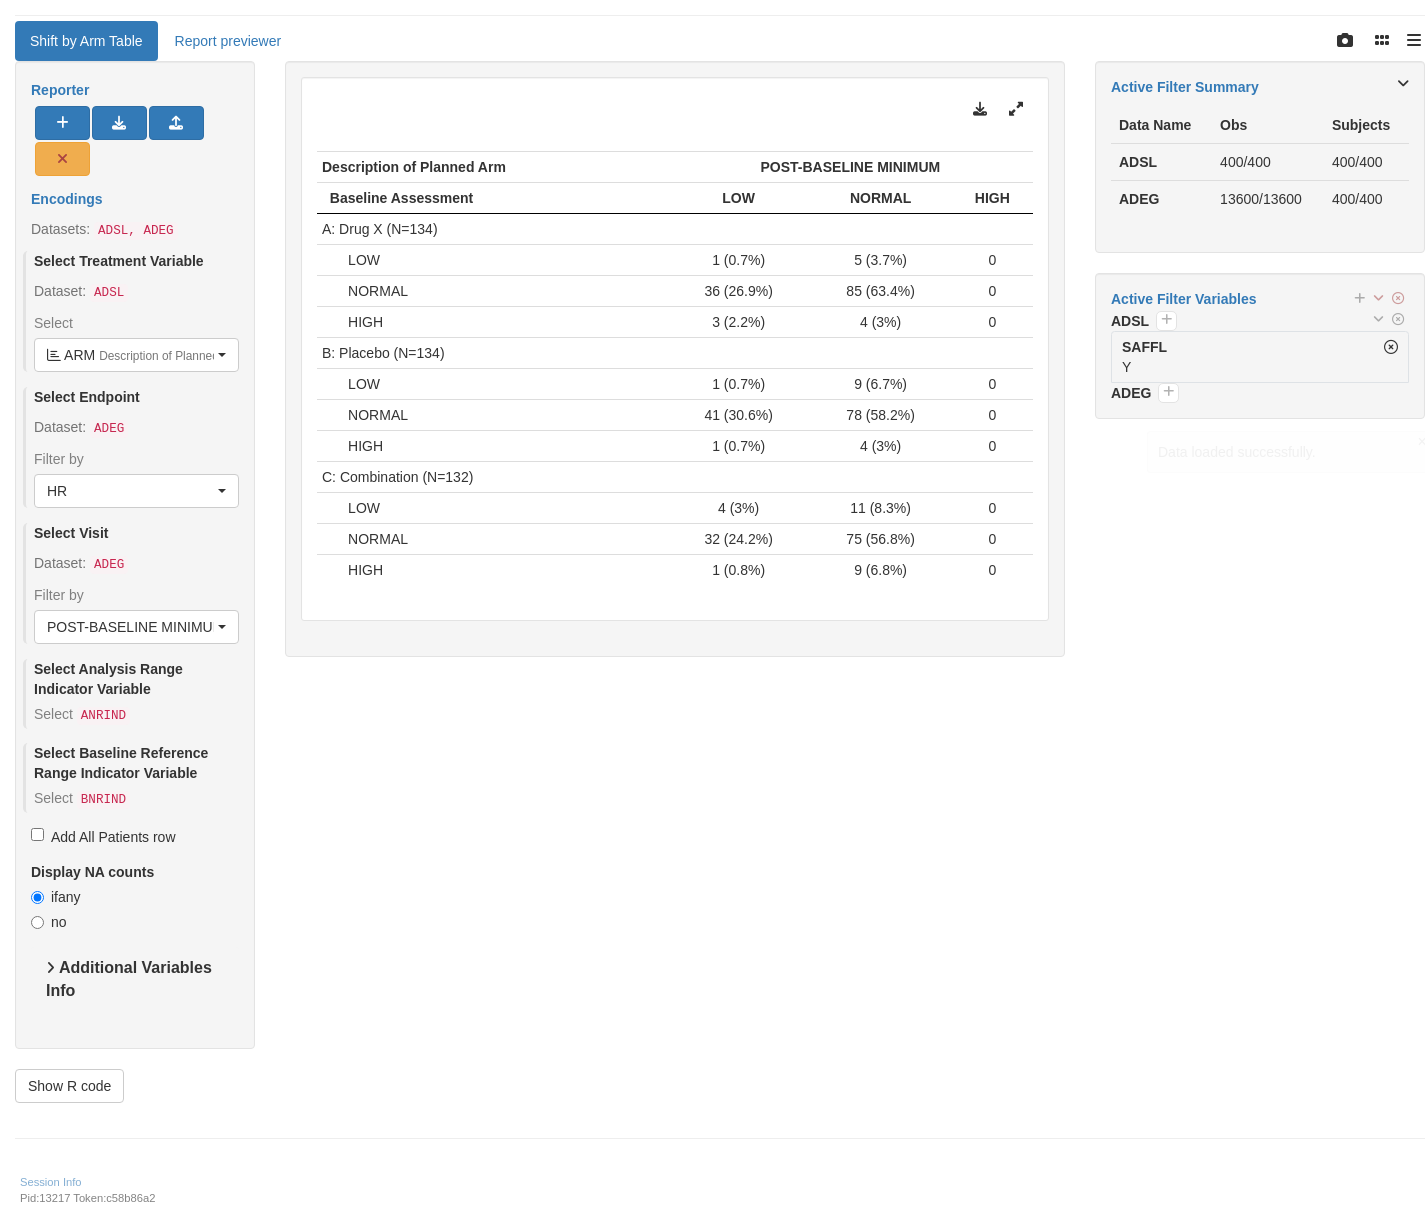 Shift by Arm Table
Report previewer
Reporter
Encodings
Datasets: ADSL, ADEG
Select Treatment Variable
Dataset: ADSL
Select
ARM Description of Planned
Select Endpoint
Dataset: ADEG
Filter by
HR
Select Visit
Dataset: ADEG
Filter by
POST-BASELINE MINIMU
Select Analysis Range
Indicator Variable
Select ANRIND
Select Baseline Reference
Range Indicator Variable
Select BNRIND
Add All Patients row
Display NA counts
ifany
no
Additional Variables
Info
Show R code
Description of Planned Arm POST-BASELINE MINIMUM
Baseline Assessment LOW NORMAL HIGH
A: Drug X (N=134)
LOW 1 (0.7%) 5 (3.7%) 0
NORMAL 36 (26.9%) 85 (63.4%) 0
HIGH 3 (2.2%) 4 (3%) 0
B: Placebo (N=134)
LOW 1 (0.7%) 9 (6.7%) 0
NORMAL 41 (30.6%) 78 (58.2%) 0
HIGH 1 (0.7%) 4 (3%) 0
C: Combination (N=132)
LOW 4 (3%) 11 (8.3%) 0
NORMAL 32 (24.2%) 75 (56.8%) 0
HIGH 1 (0.8%) 9 (6.8%) 0
Active Filter Summary
Data Name Obs Subjects
ADSL 400/400 400/400
ADEG 13600/13600 400/400
Active Filter Variables
ADSL
SAFFL
Y
ADEG
Data loaded successfully.
Session Info
Pid:13217 Token:c58b86a2